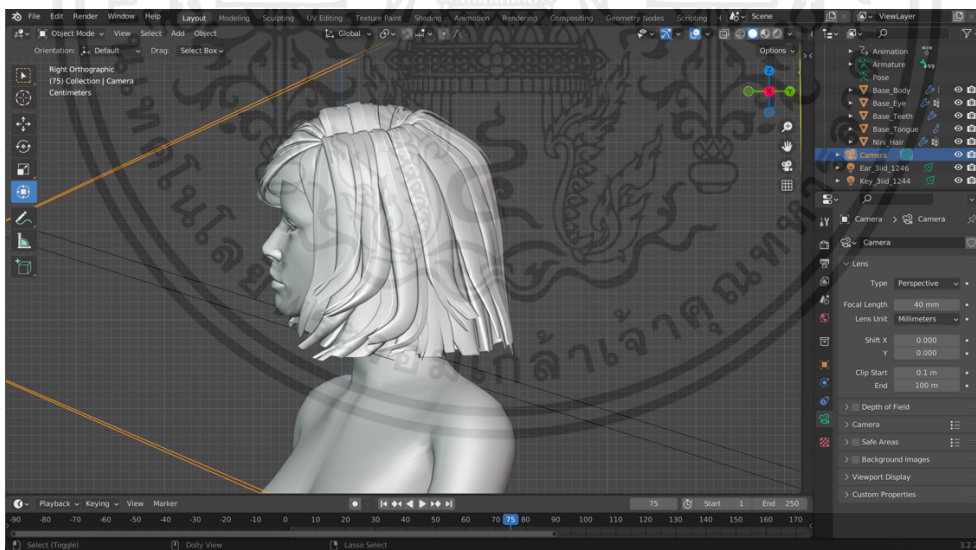 File Edit Render Window Help Layout Modeling Sculpting UV Editing Texture Paint Shading Animation Rendering Compositing Geometry Nodes Scripting Scene ViewLayer
Object Mode View Select Add Object Global
Orientation: Default Drag: Select Box Options
Right Orthographic
(75) Collection | Camera
Centimeters
Z
Y
Animation
Armature 99
Pose
Base_Body
Base_Eye
Base_Teeth
Base_Tongue
Nini_Hair
Camera
Ear_3iid_1246
Key_3iid_1244
Camera > Camera
Camera
Lens
Type Perspective
Focal Length 40 mm
Lens Unit Millimeters
Shift X 0.000
Y 0.000
Clip Start 0.1 m
End 100 m
Depth of Field
Camera
Safe Areas
Background Images
Viewport Display
Custom Properties
Playback Keying View Marker 75 Start 1 End 250
-90 -80 -70 -60 -50 -40 -30 -20 -10 0 10 20 30 40 50 60 70 75 80 90 100 110 120 130 140 150 160 170
Select (Toggle) Dolly View Lasso Select 3.2